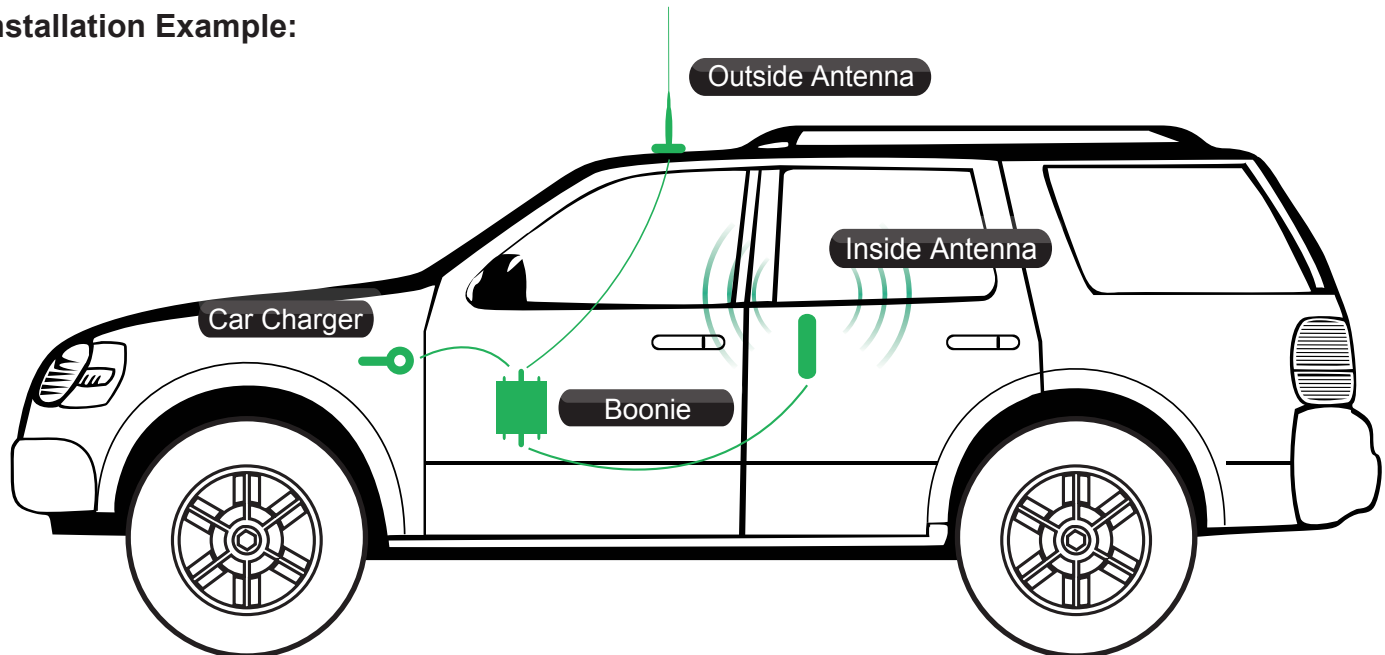 nstallation Example:
Outside Antenna
Inside Antenna
Car Charger
Boonie